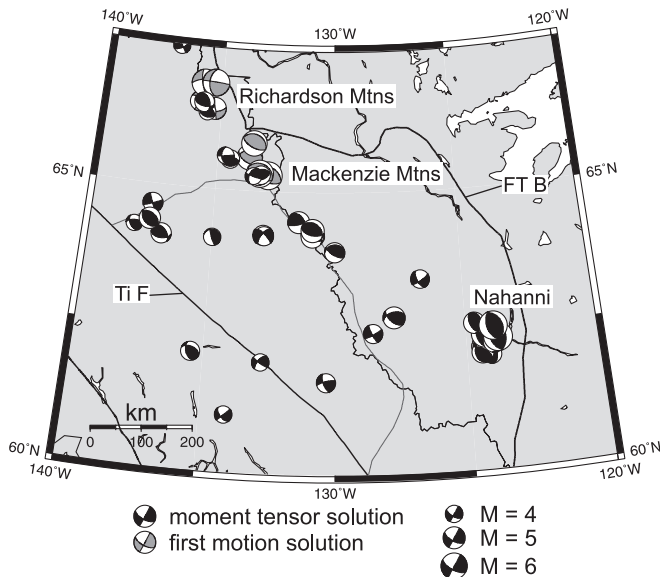 140°W
130°W
120°W
Richardson Mtns
65°N
Mackenzie Mtns
65°N
FT B
Ti F
Nahanni
km
0 100 200
60°N
60°N
140°W
130°W
120°W
moment tensor solution
first motion solution
M = 4
M = 5
M = 6